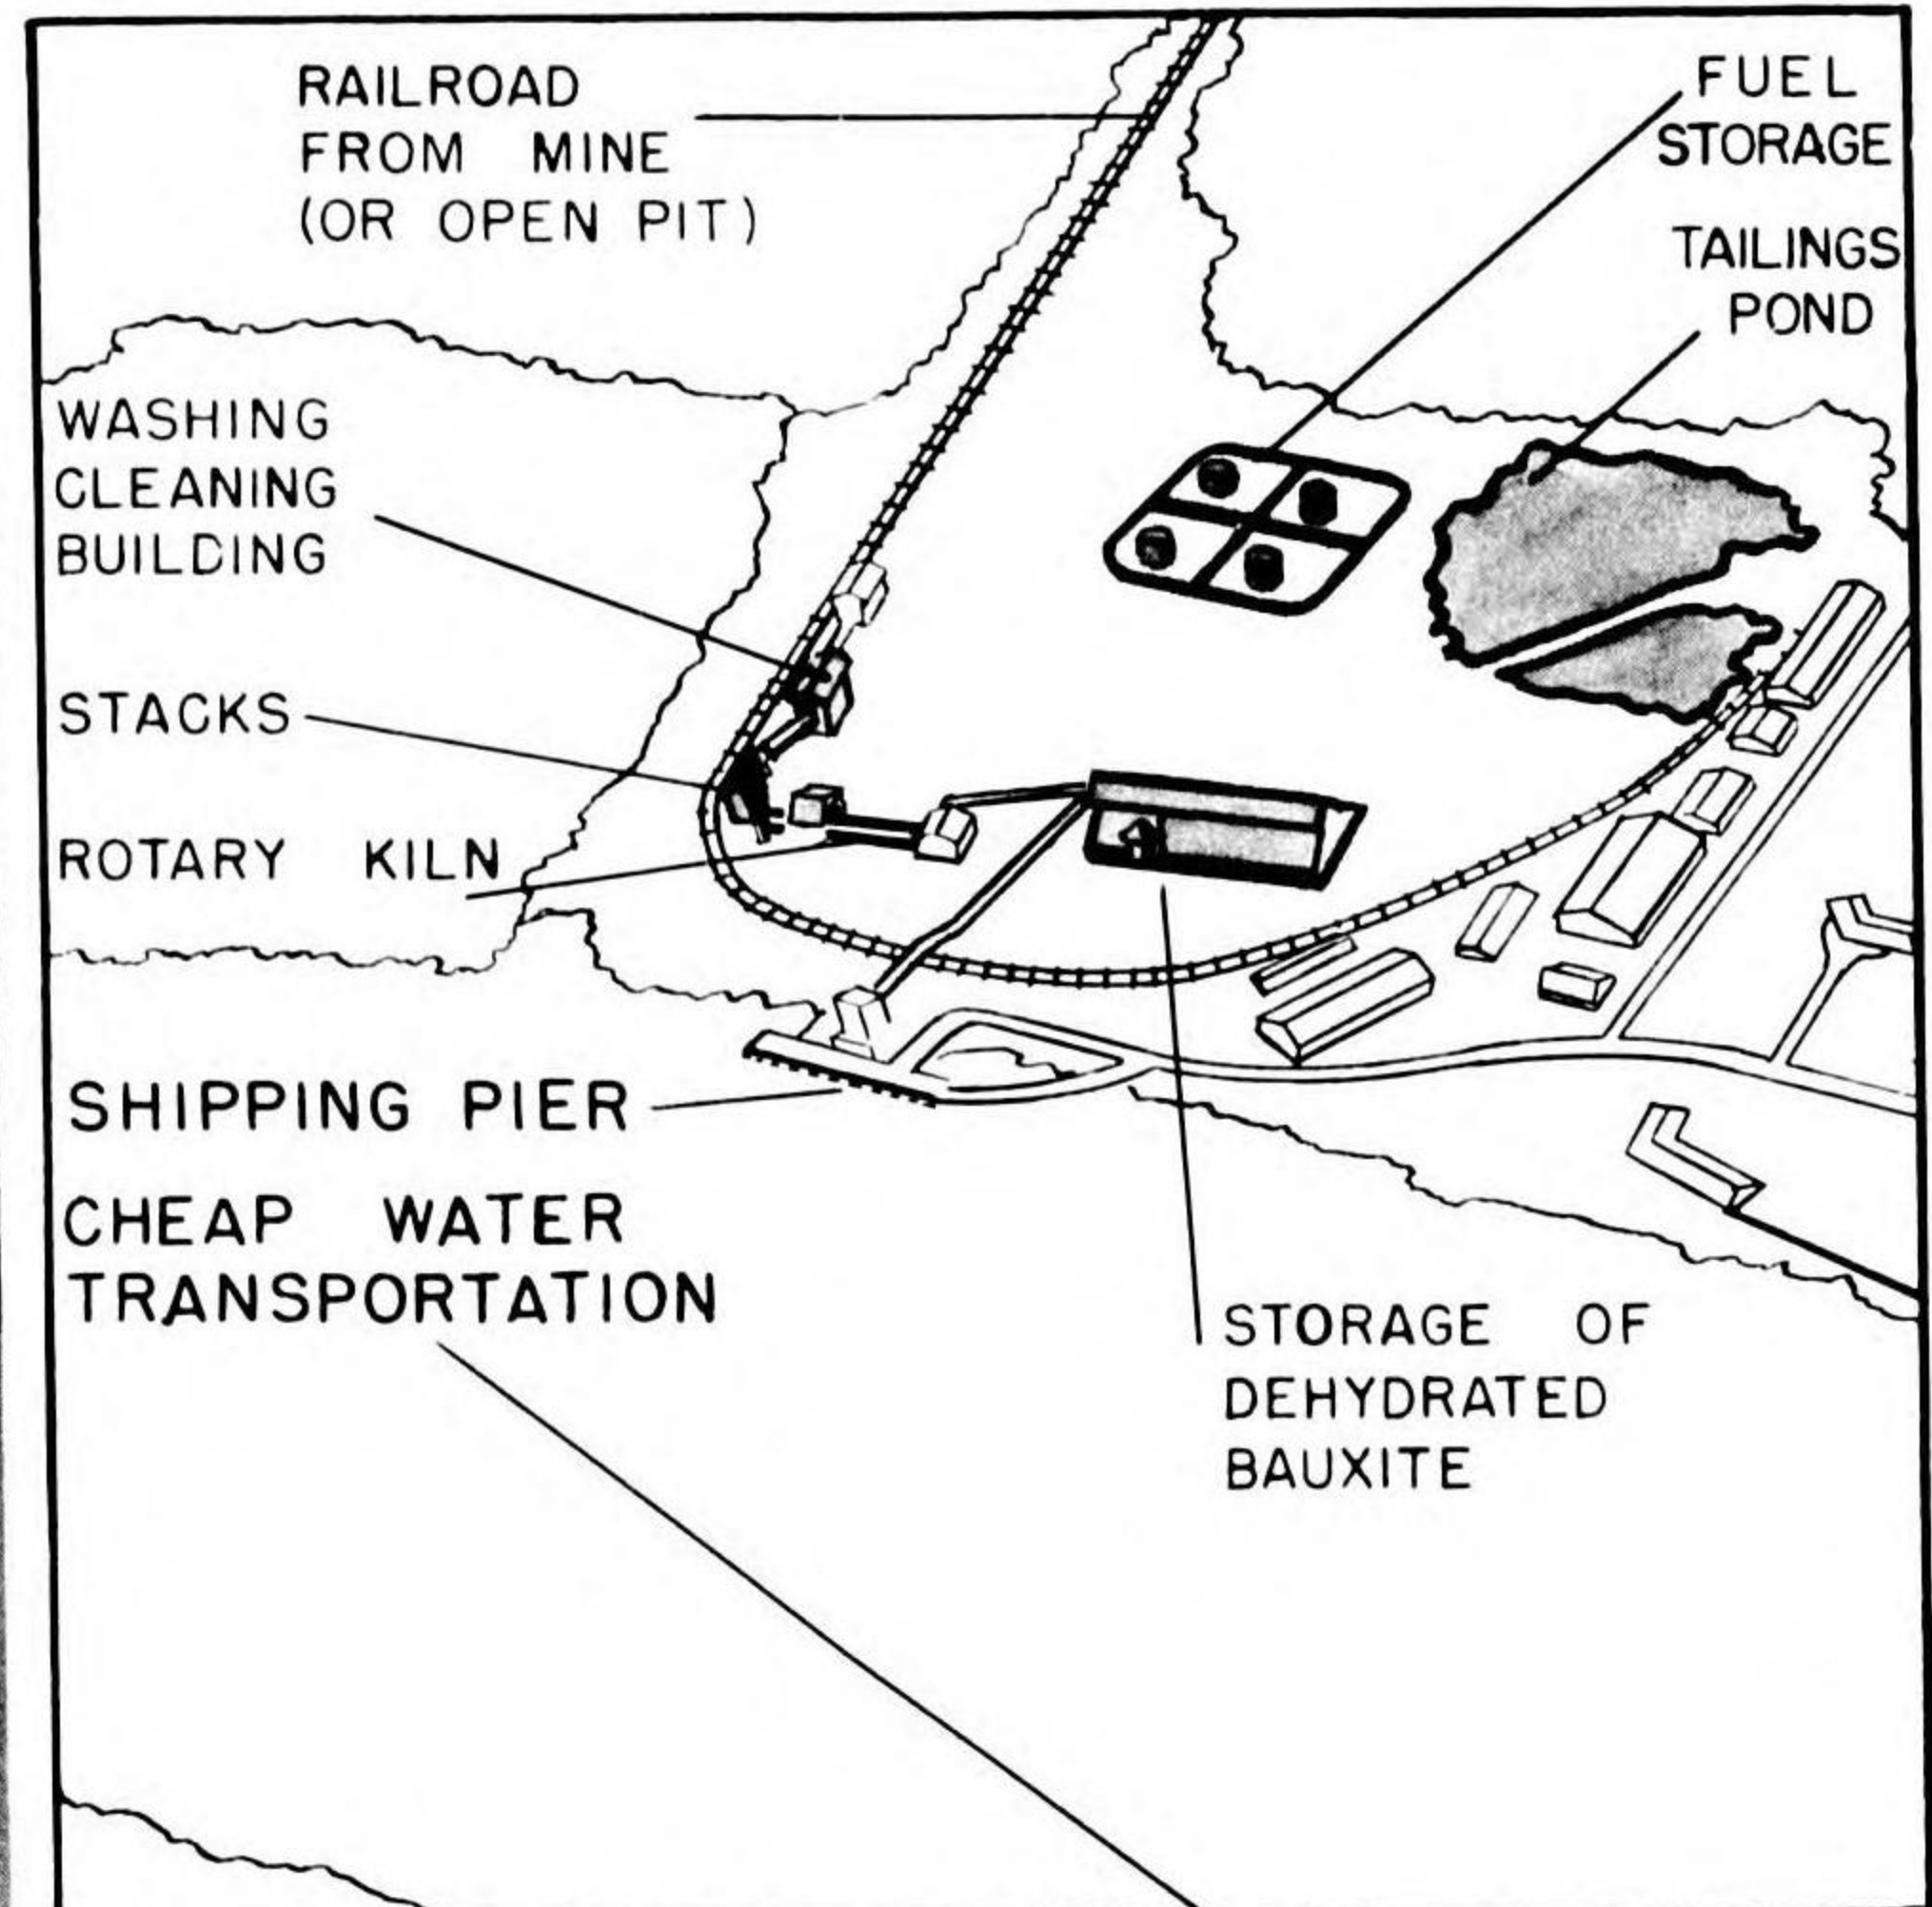 RAILROAD
FROM MINE
(OR OPEN PIT)
FUEL
STORAGE
TAILINGS
POND
WASHING
CLEANING
BUILDING
STACKS
ROTARY KILN
SHIPPING PIER
CHEAP WATER
TRANSPORTATION
STORAGE OF
DEHYDRATED
BAUXITE